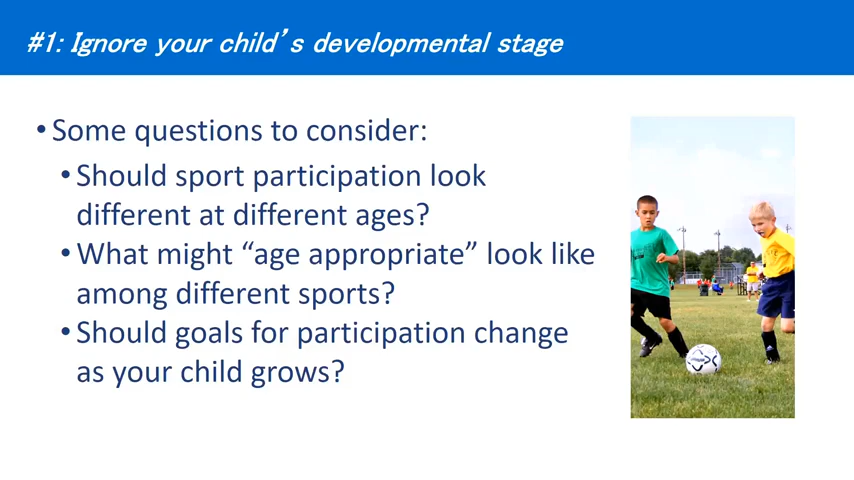 #1: Ignore your child's developmental stage
• Some questions to consider:
• Should sport participation look
different at different ages?
• What might “age appropriate” look like
among different sports?
• Should goals for participation change
as your child grows?